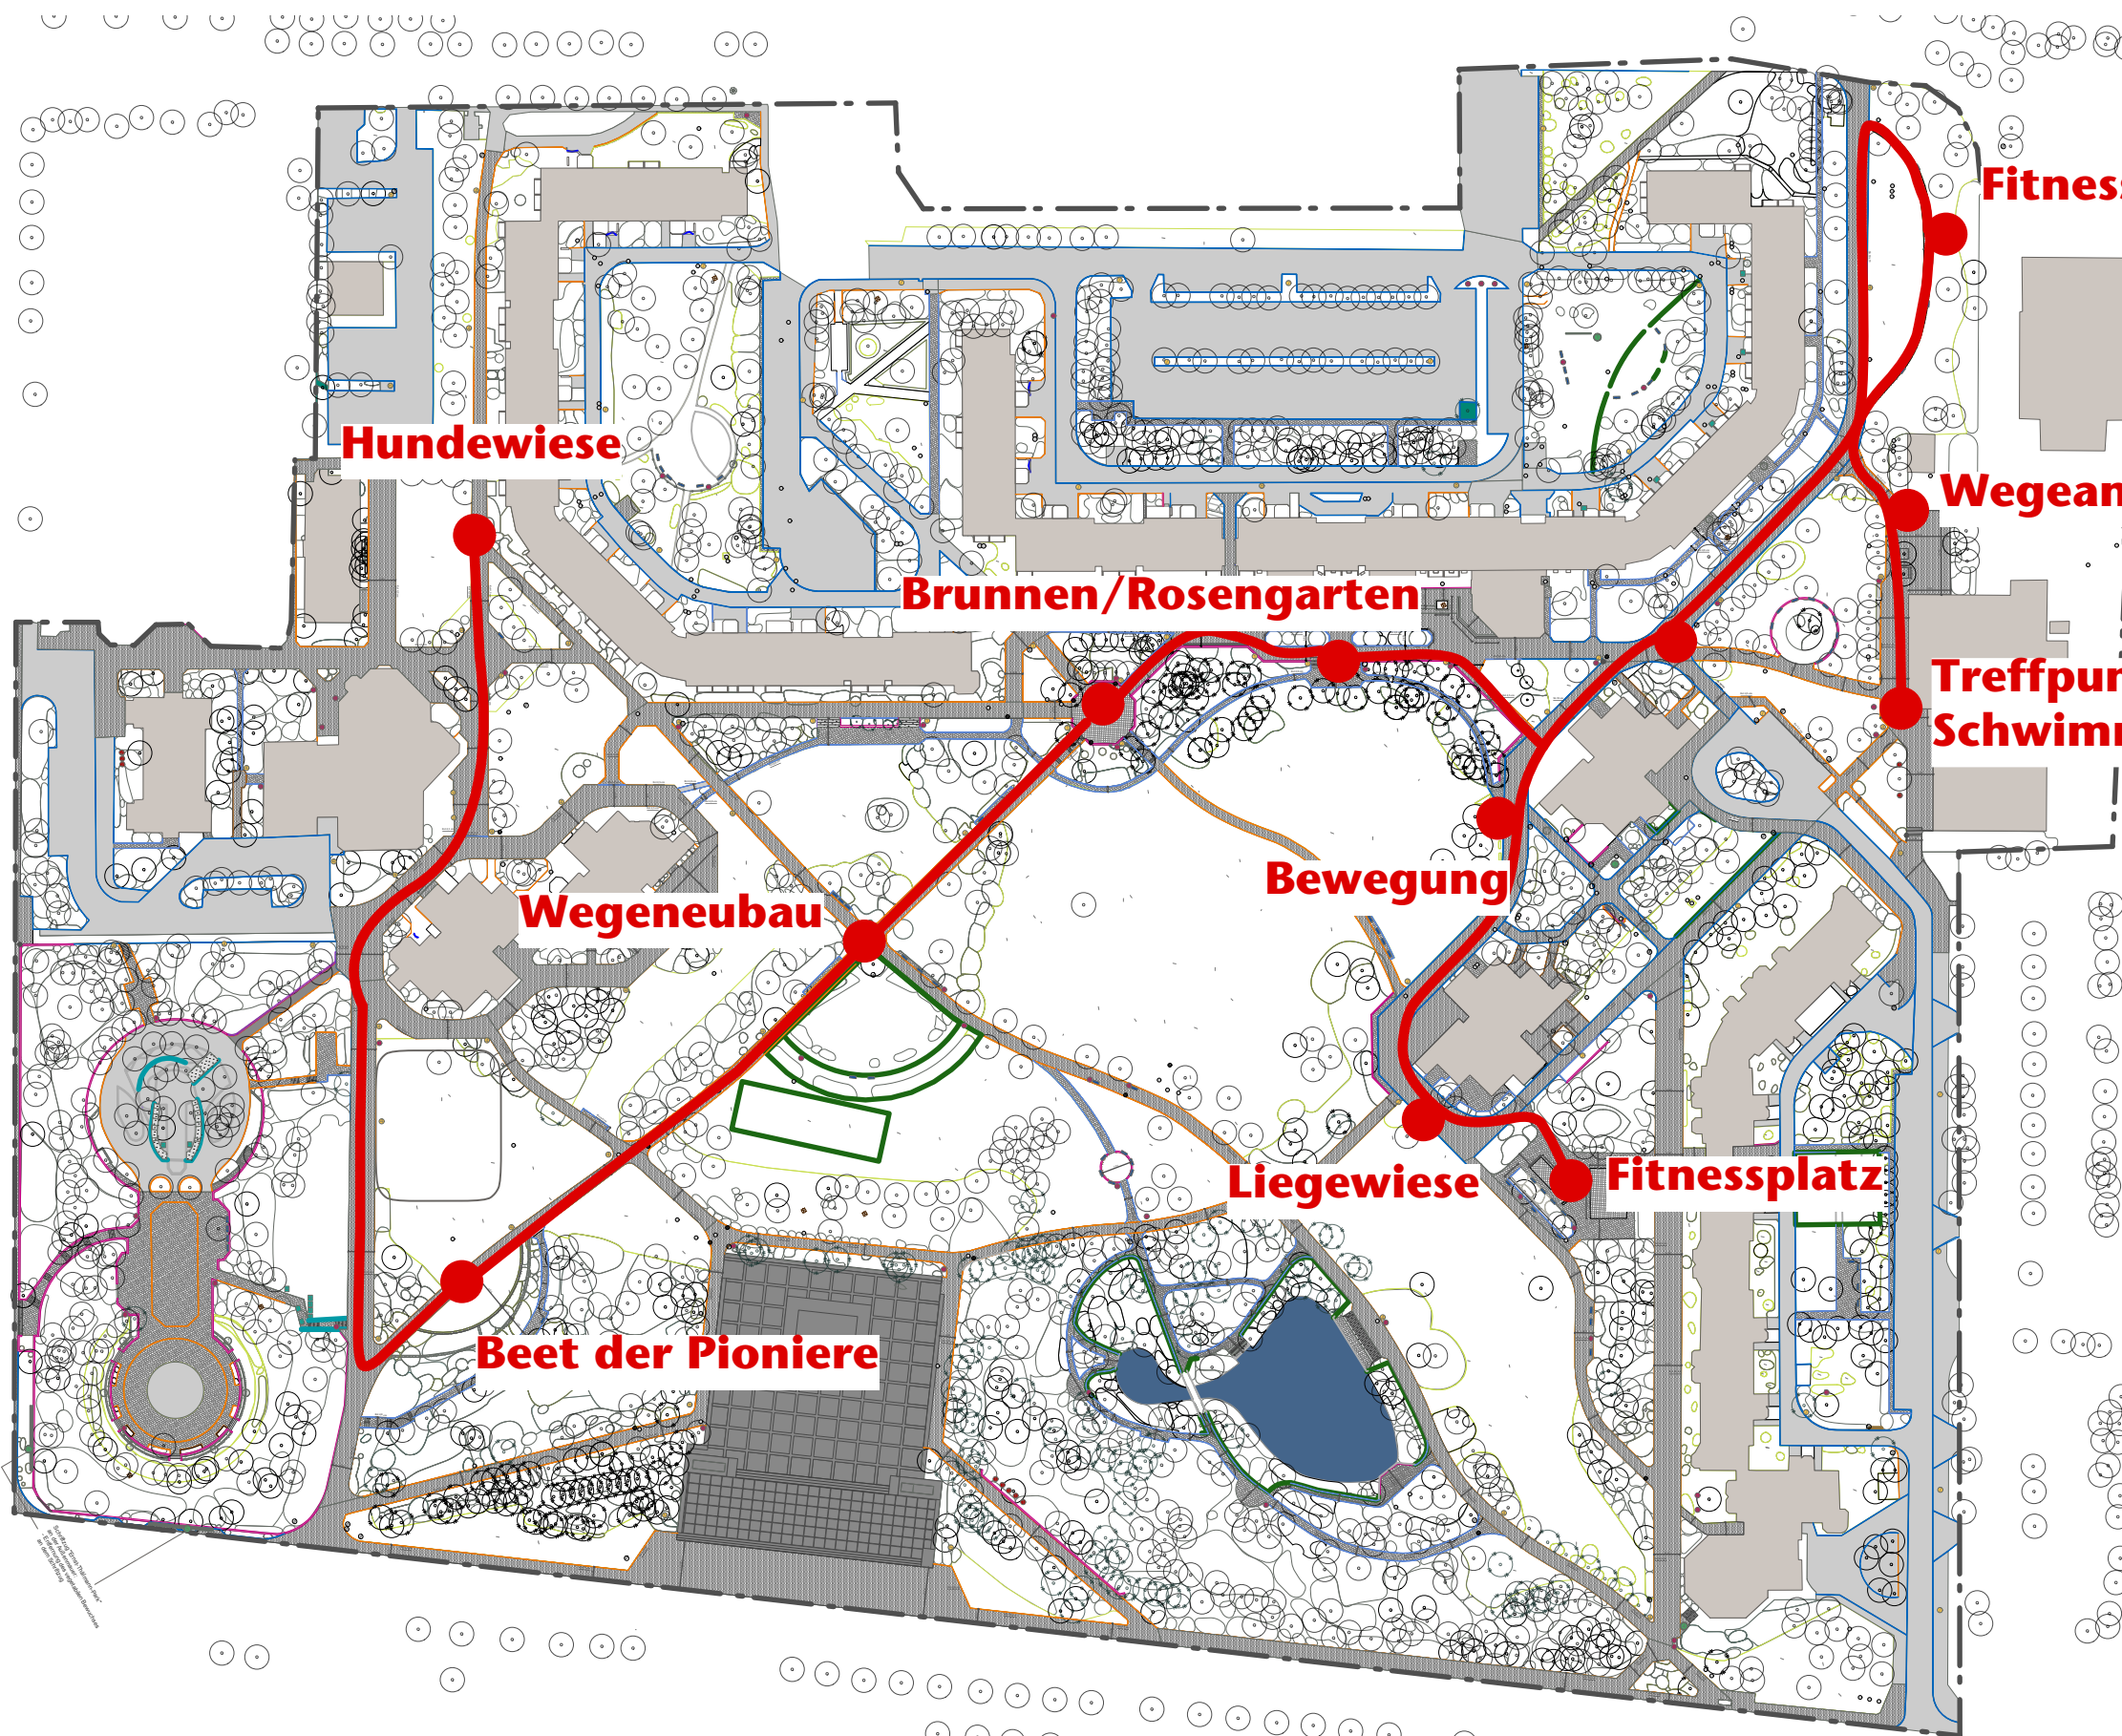 Fitness
Hundewiese
Wegean
Brunnen/Rosengarten
Treffpun
Schwimm
Bewegung
Wegeneubau
Liegewiese
Fitnessplatz
Beet der Pioniere